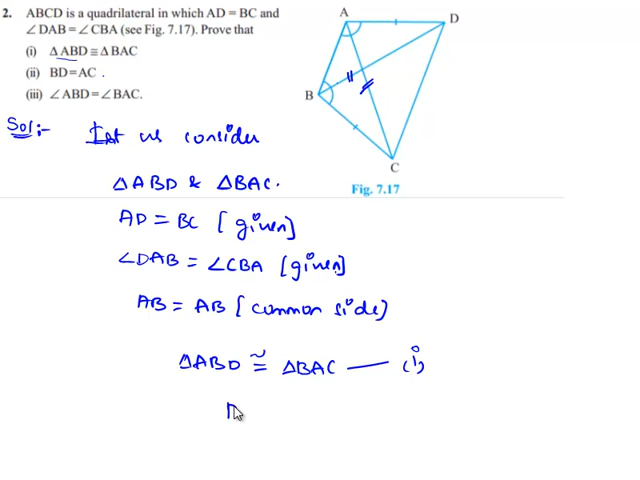 2. ABCD is a quadrilateral in which AD = BC and
∠ DAB = ∠ CBA (see Fig. 7.17). Prove that
(i) Δ ABD ≅ Δ BAC
(ii) BD = AC .
(iii) ∠ ABD = ∠ BAC.
A
D
B
C
Fig. 7.17
Sol:-
Let us consider
ΔABD & ΔBAC.
AD = BC [given]
∠DAB = ∠CBA [given]
AB = AB [common side)
ΔABD ≅ ΔBAC — (i)